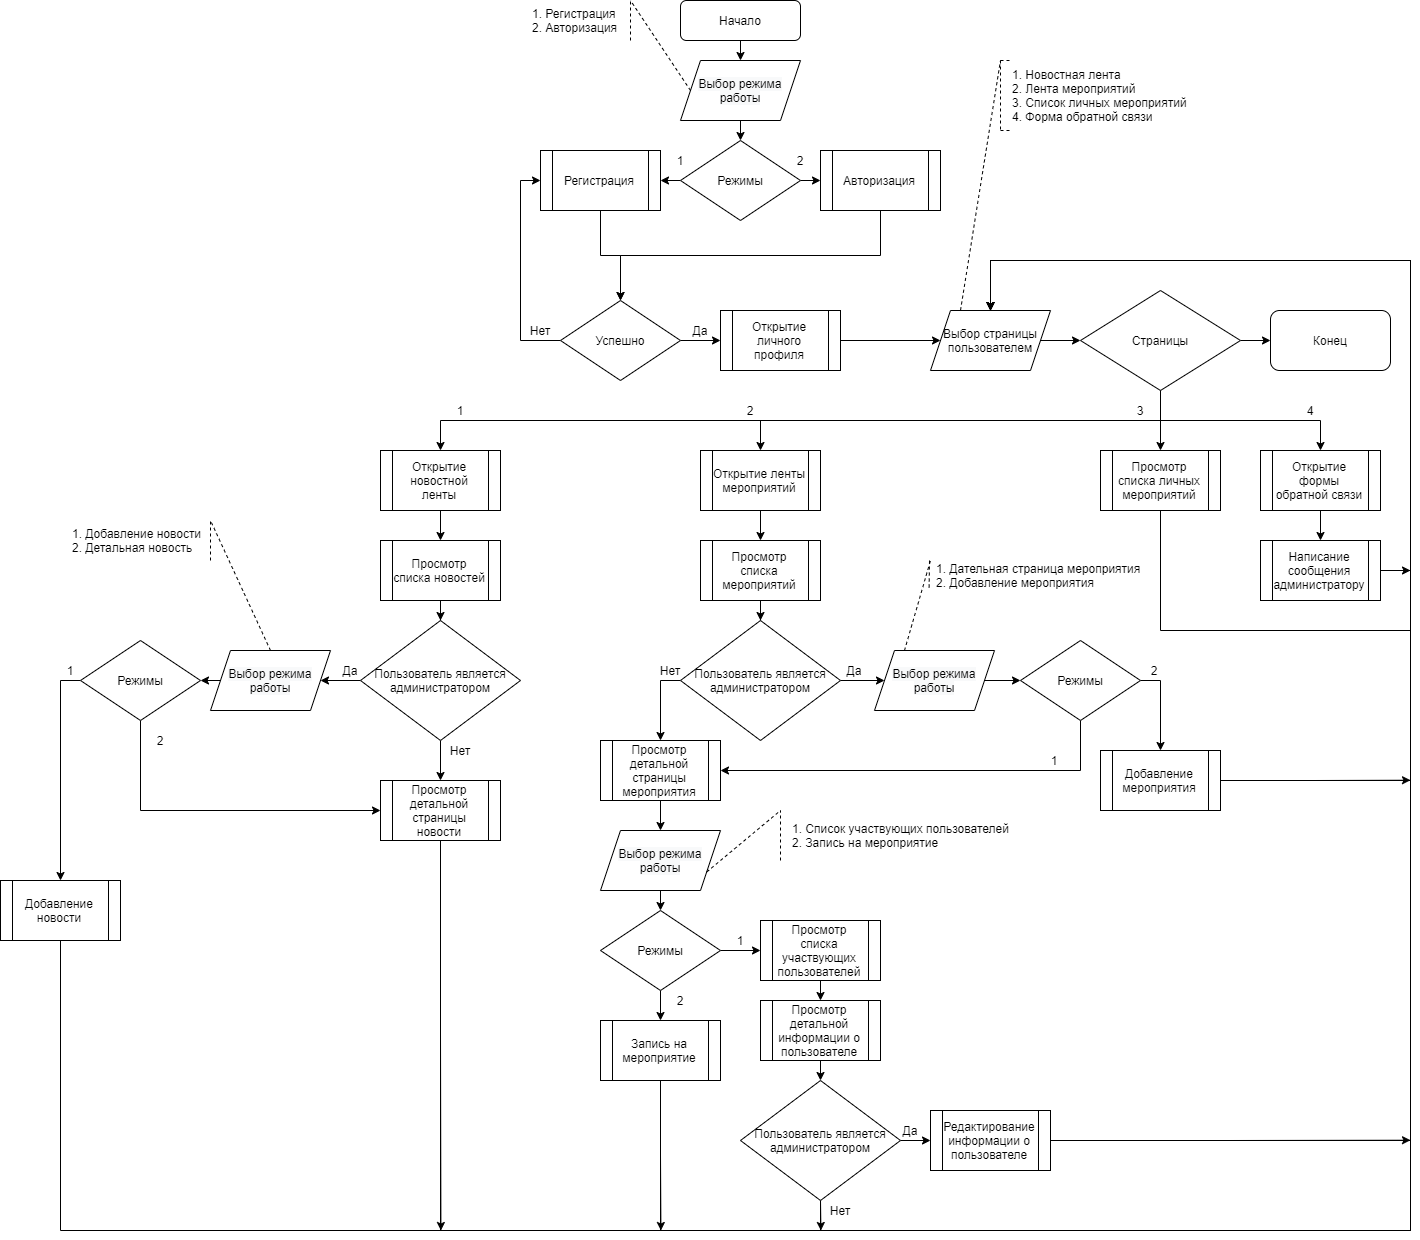 Начало
1. Регистрация
2. Авторизация
Выбор режима
работы
1. Новостная лента
2. Лента мероприятий
3. Список личных мероприятий
4. Форма обратной связи
1
2
Регистрация
Режимы
Авторизация
Нет
Успешно
Да
Открытие
личного
профиля
Выбор страницы
пользователем
Страницы
Конец
1
2
3
4
Открытие
новостной
ленты
Открытие ленты
мероприятий
Просмотр
списка личных
мероприятий
Открытие
формы
обратной связи
1. Добавление новости
2. Детальная новость
Просмотр
списка новостей
Просмотр
списка
мероприятий
1. Дательная страница мероприятия
2. Добавление мероприятия
Написание
сообщения
администратору
1
Режимы
Выбор режима
работы
Да
Пользователь является
администратором
Нет
Пользователь является
администратором
Да
Выбор режима
работы
Режимы
2
2
Нет
1
Просмотр
детальной
страницы
новости
Просмотр
детальной
страницы
мероприятия
Добавление
мероприятия
Выбор режима
работы
1. Список участвующих пользователей
2. Запись на мероприятие
Добавление
новости
Режимы
1
Просмотр
списка
участвующих
пользователей
2
Запись на
мероприятие
Просмотр
детальной
информации о
пользователе
Пользователь является
администратором
Да
Редактирование
информации о
пользователе
Нет